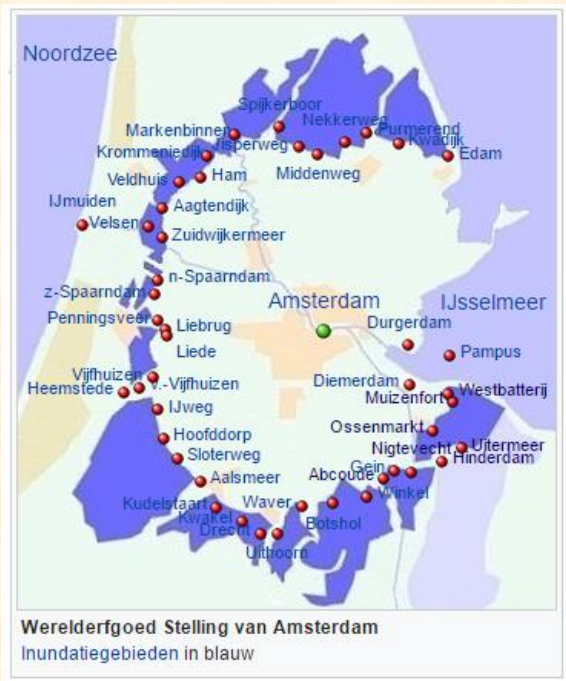 Noordzee
Spijkerboor
Nekkerweg
Markenbinnen
Jisperweg
Purmerend
Kwadijk
Krommeniedijk
Edam
Middenweg
Veldhuis
Ham
IJmuiden
Aagtendijk
Velsen
Zuidwijkermeer
n-Spaarndam
z-Spaarndam
Amsterdam
IJsselmeer
Penningsveer
Liebrug
Durgerdam
Liede
Pampus
Vijfhuizen
v.-Vijfhuizen
Diemerdam
Heemstede
Muizenfort
Westbatterij
IJweg
Ossenmarkt
Hoofddorp
Nigtevecht
Uitermeer
Sloterweg
Gein
Hinderdam
Aalsmeer
Abcoude
Winkel
Kudelstaart
Waver
Kwakel
Botshol
Drecht
Uithoorn
Werelderfgoed Stelling van Amsterdam
Inundatiegebieden in blauw